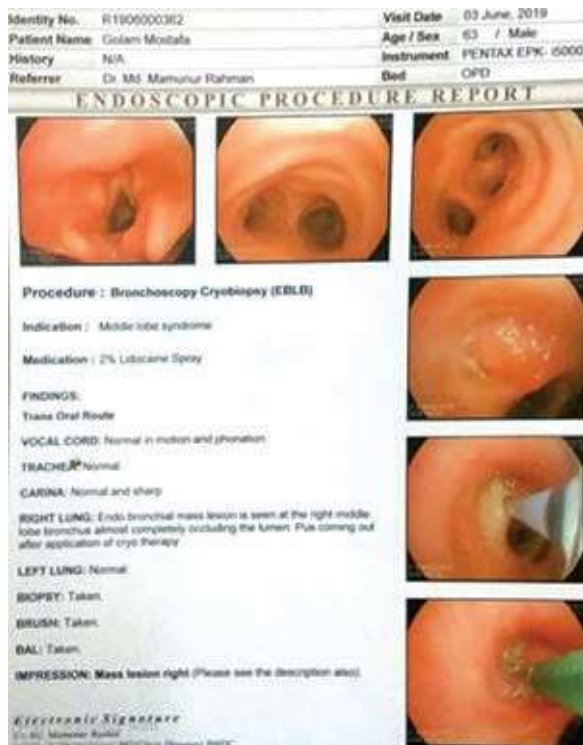 Identity No. R1906000362 Visit Date 03 June, 2019
Patient Name Golam Mostafa Age / Sex 63 / Male
History N/A Instrument PENTAX EPK-i5000
Referrer Dr. Md. Mamunur Rahman Bed OPD
ENDOSCOPIC PROCEDURE REPORT
Procedure : Bronchoscopy Cryobiopsy (EBLB)
Indication : Middle lobe syndrome
Medication : 2% Lidocaine Spray
FINDINGS:
Trans Oral Route
VOCAL CORD: Normal in motion and phonation
TRACHEA: Normal
CARINA: Normal and sharp
RIGHT LUNG: Endo bronchial mass lesion is seen at the right middle
lobe bronchus almost completely occluding the lumen. Pus coming out
after application of cryo therapy
LEFT LUNG: Normal
BIOPSY: Taken.
BRUSH: Taken.
BAL: Taken.
IMPRESSION: Mass lesion right (Please see the description also).
Electronic Signature